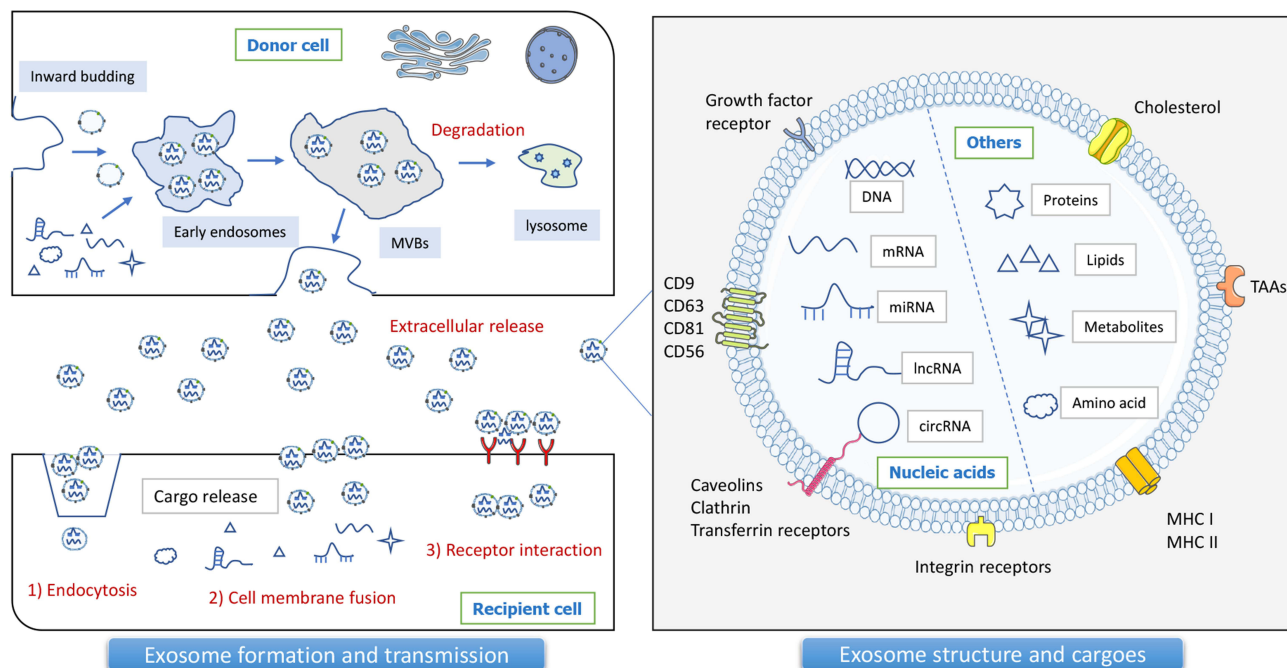 Donor cell
Inward budding
Degradation
Early endosomes
MVBs
lysosome
Extracellular release
Cargo release
1) Endocytosis
2) Cell membrane fusion
3) Receptor interaction
Recipient cell
Exosome formation and transmission
Growth factor
receptor
Cholesterol
Others
DNA
Proteins
mRNA
Lipids
CD9
CD63
CD81
CD56
TAAs
miRNA
Metabolites
lncRNA
Amino acid
circRNA
Nucleic acids
Caveolins
Clathrin
Transferrin receptors
MHC I
MHC II
Integrin receptors
Exosome structure and cargoes